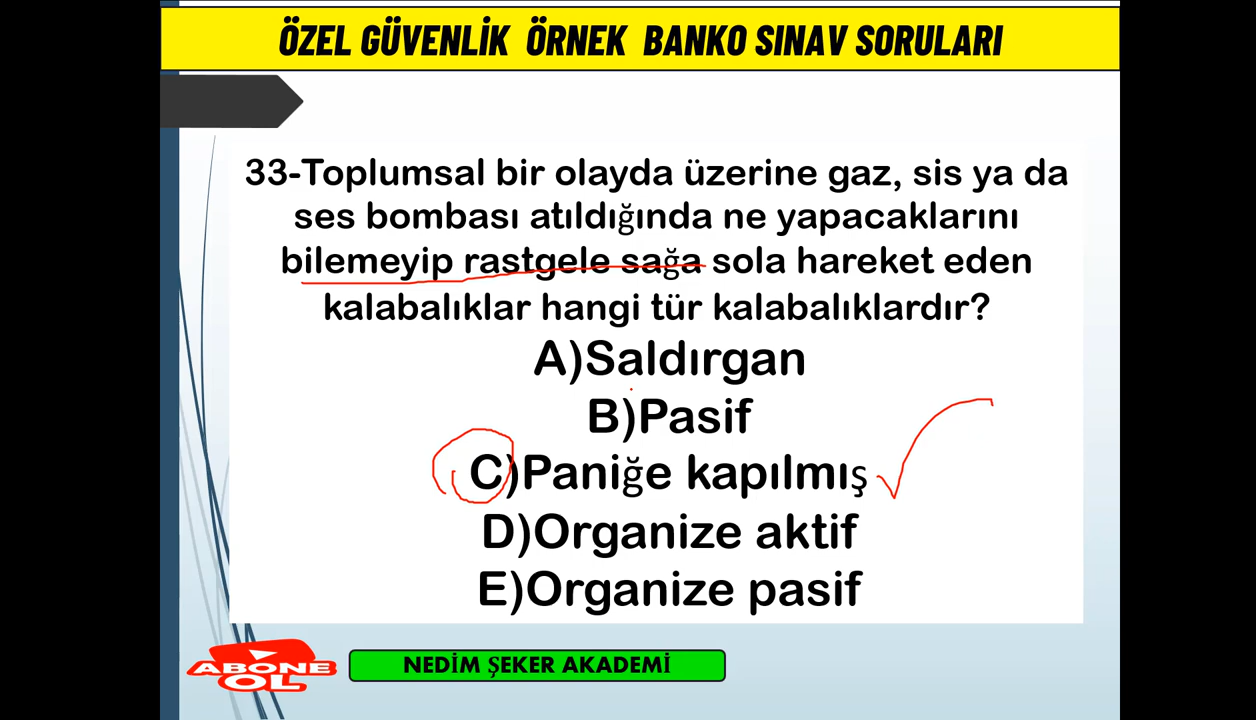 ÖZEL GÜVENLİK ÖRNEK BANKO SINAV SORULARI
33-Toplumsal bir olayda üzerine gaz, sis ya da
ses bombası atıldığında ne yapacaklarını
bilemeyip rastgele sağa sola hareket eden
kalabalıklar hangi tür kalabalıklardır?
A)Saldırgan
B)Pasif
C)Paniğe kapılmış
D)Organize aktif
E)Organize pasif
ABONE
OL
NEDİM ŞEKER AKADEMİ